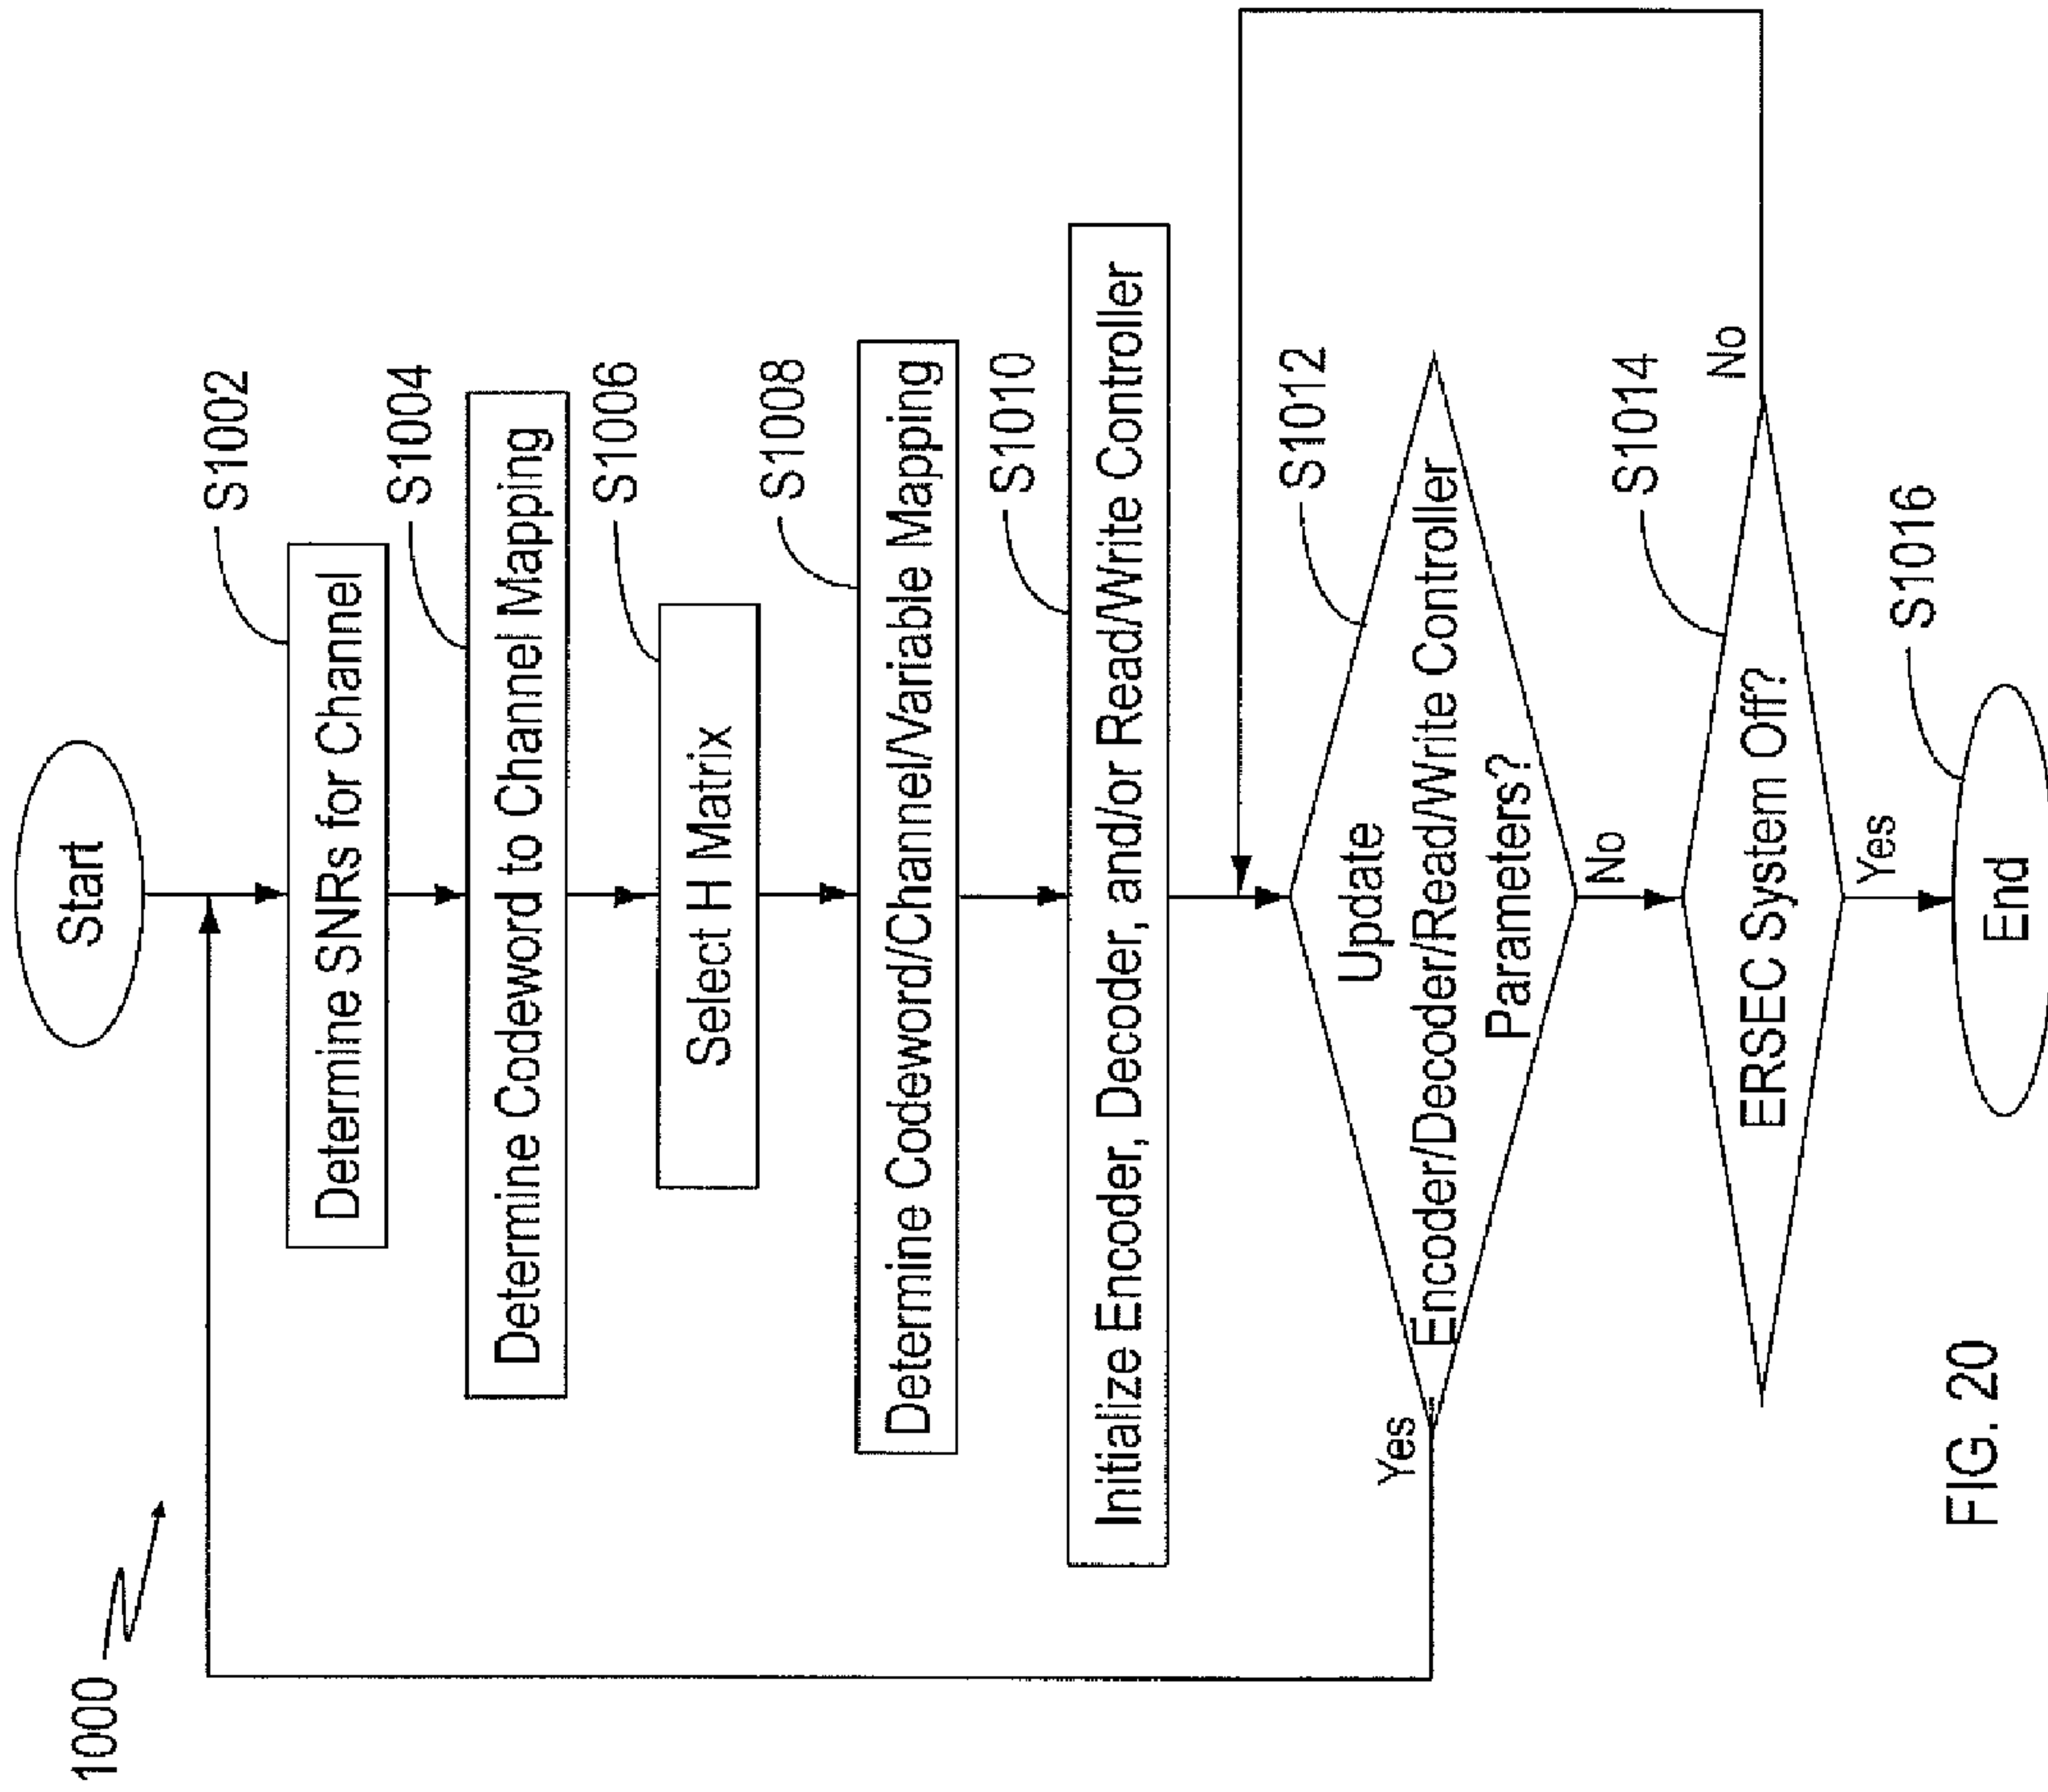 1000
Start
S1002
Determine SNRs for Channel
S1004
Determine Codeword to Channel Mapping
S1006
Select H Matrix
S1008
Determine Codeword/Channel/Variable Mapping
S1010
Initialize Encoder, Decoder, and/or Read/Write Controller
S1012
Update
Encoder/Decoder/Read/Write Controller
Parameters?
Yes
No
S1014
ERSEC System Off?
No
Yes
S1016
End
FIG. 20